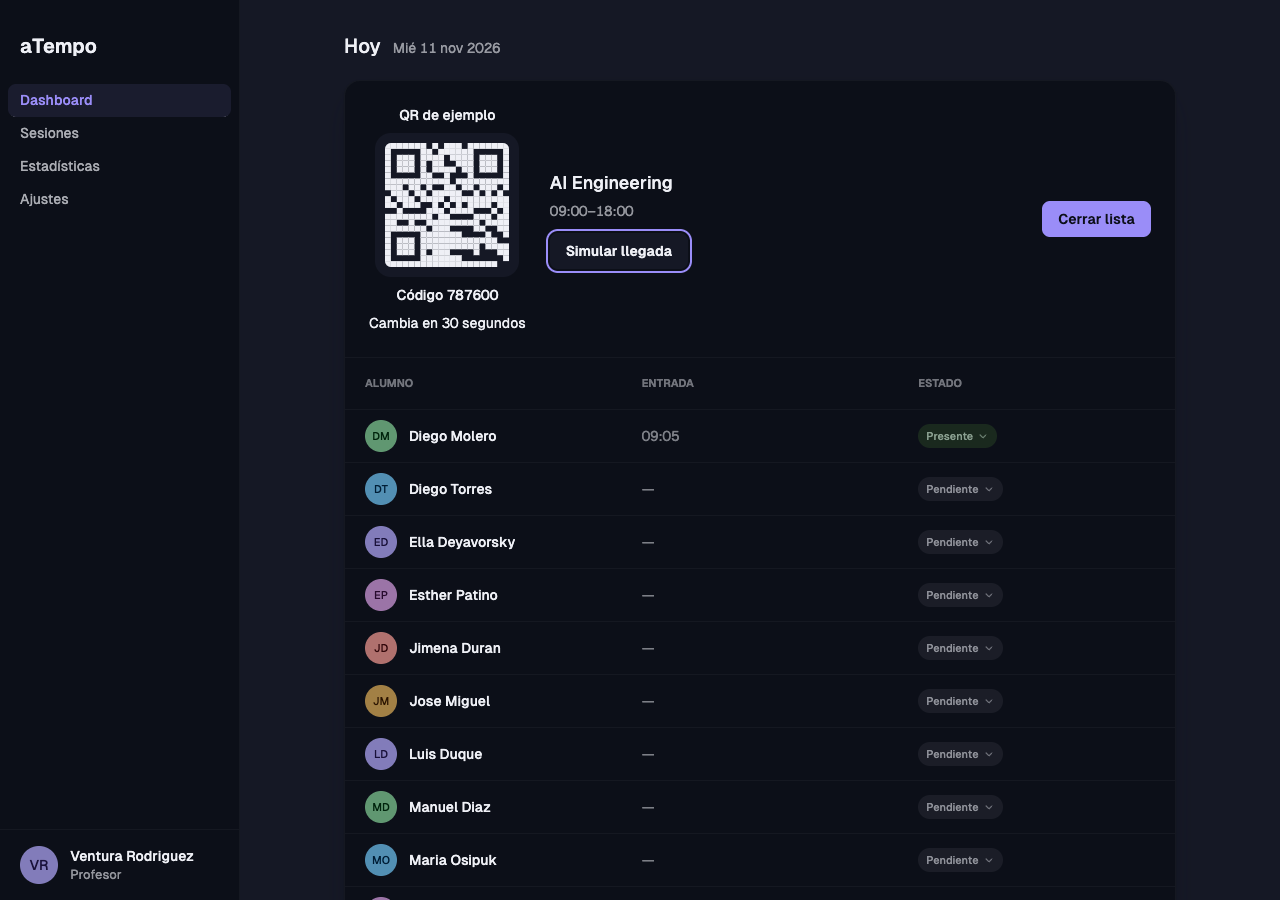 aTempo
Dashboard
Sesiones
Estadísticas
Ajustes
Ventura Rodriguez
VR
Profesor
Hoy Mié 11 nov 2026
QR de ejemplo
Código 787600
Cambia en 30 segundos
AI Engineering
09:00–18:00
Simular llegada
Cerrar lista
ALUMNO ENTRADA ESTADO
DM Diego Molero 09:05 Presente
DT Diego Torres — Pendiente
ED Ella Deyavorsky — Pendiente
EP Esther Patino — Pendiente
JD Jimena Duran — Pendiente
JM Jose Miguel — Pendiente
LD Luis Duque — Pendiente
MD Manuel Diaz — Pendiente
MO Maria Osipuk — Pendiente